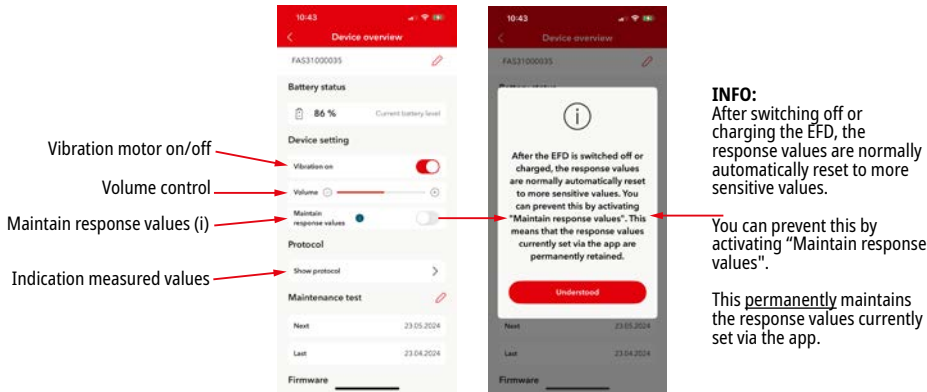 Vibration motor on/off
Volume control
Maintain response values (i)
Indication measured values
10:43
Device overview
FAS31000035
Battery status
86 %
Current battery level
Device setting
Vibration on
Volume
Maintain
response values
Protocol
Show protocol
Maintenance test
Next
23.05.2024
Last
23.04.2024
Firmware
10:43
Device overview
FAS31000035
Battery status
i
After the EFD is switched off or
charged, the response values
are normally automatically reset
to more sensitive values. You
can prevent this by activating
"Maintain response values". This
means that the response values
currently set via the app are
permanently retained.
Understood
Next
23.05.2024
Last
23.04.2024
Firmware
INFO:
After switching off or
charging the EFD, the
response values are normally
automatically reset to more
sensitive values.
You can prevent this by
activating “Maintain response
values".
This permanently maintains
the response values currently
set via the app.